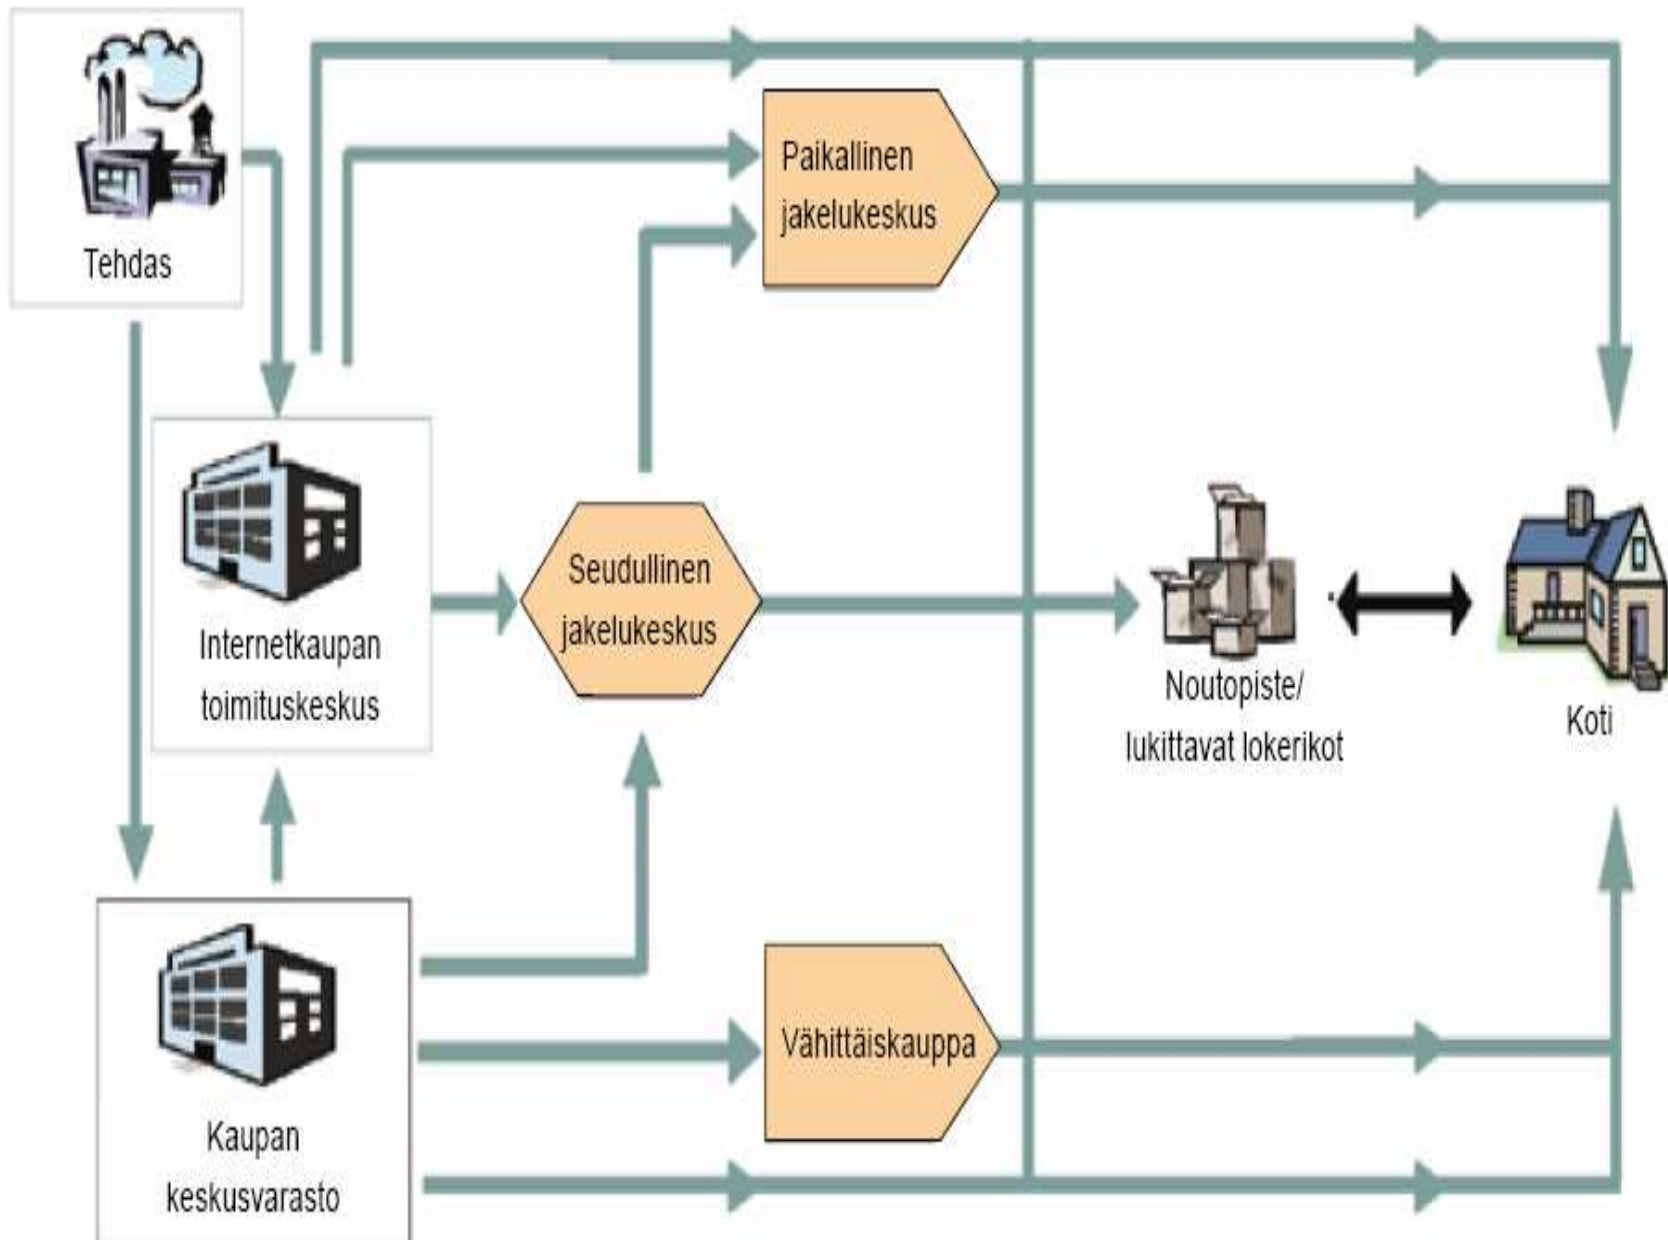 Tehdas
Paikallinen
jakelukeskus
Internetkaupan
toimituskeskus
Seudullinen
jakelukeskus
Noutopiste/
lukittavat lokerikot
Koti
Kaupan
keskusvarasto
Vähittäiskauppa